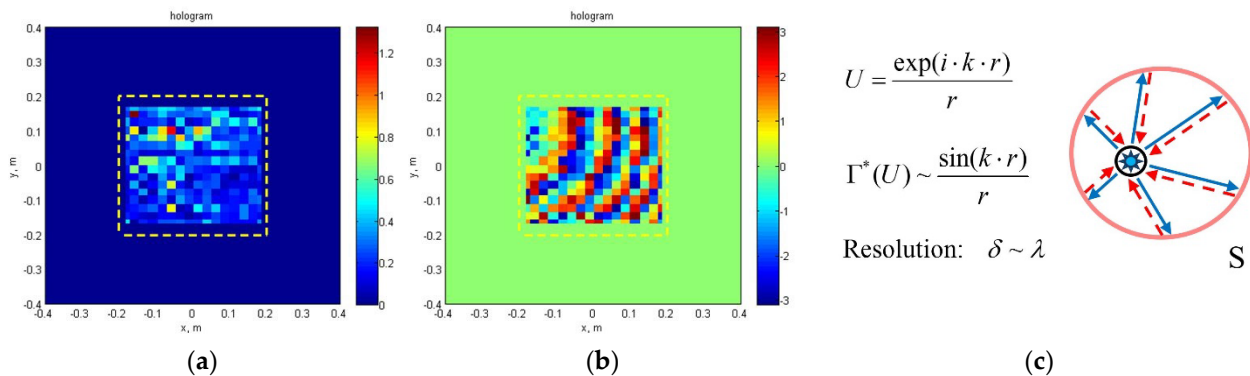 hologram
0.4
0.3
0.2
0.1
0
-0.1
-0.2
-0.3
-0.4
y, m
-0.4 -0.3 -0.2 -0.1 0 0.1 0.2 0.3 0.4
x, m
1.2
1
0.8
0.6
0.4
0.2
0
(a)
hologram
0.4
0.3
0.2
0.1
0
-0.1
-0.2
-0.3
-0.4
y, m
-0.4 -0.3 -0.2 -0.1 0 0.1 0.2 0.3 0.4
x, m
3
2
1
0
-1
-2
-3
(b)
U = exp(i · k · r) / r
Γ*(U) ~ sin(k · r) / r
Resolution: δ ~ λ
S
(c)